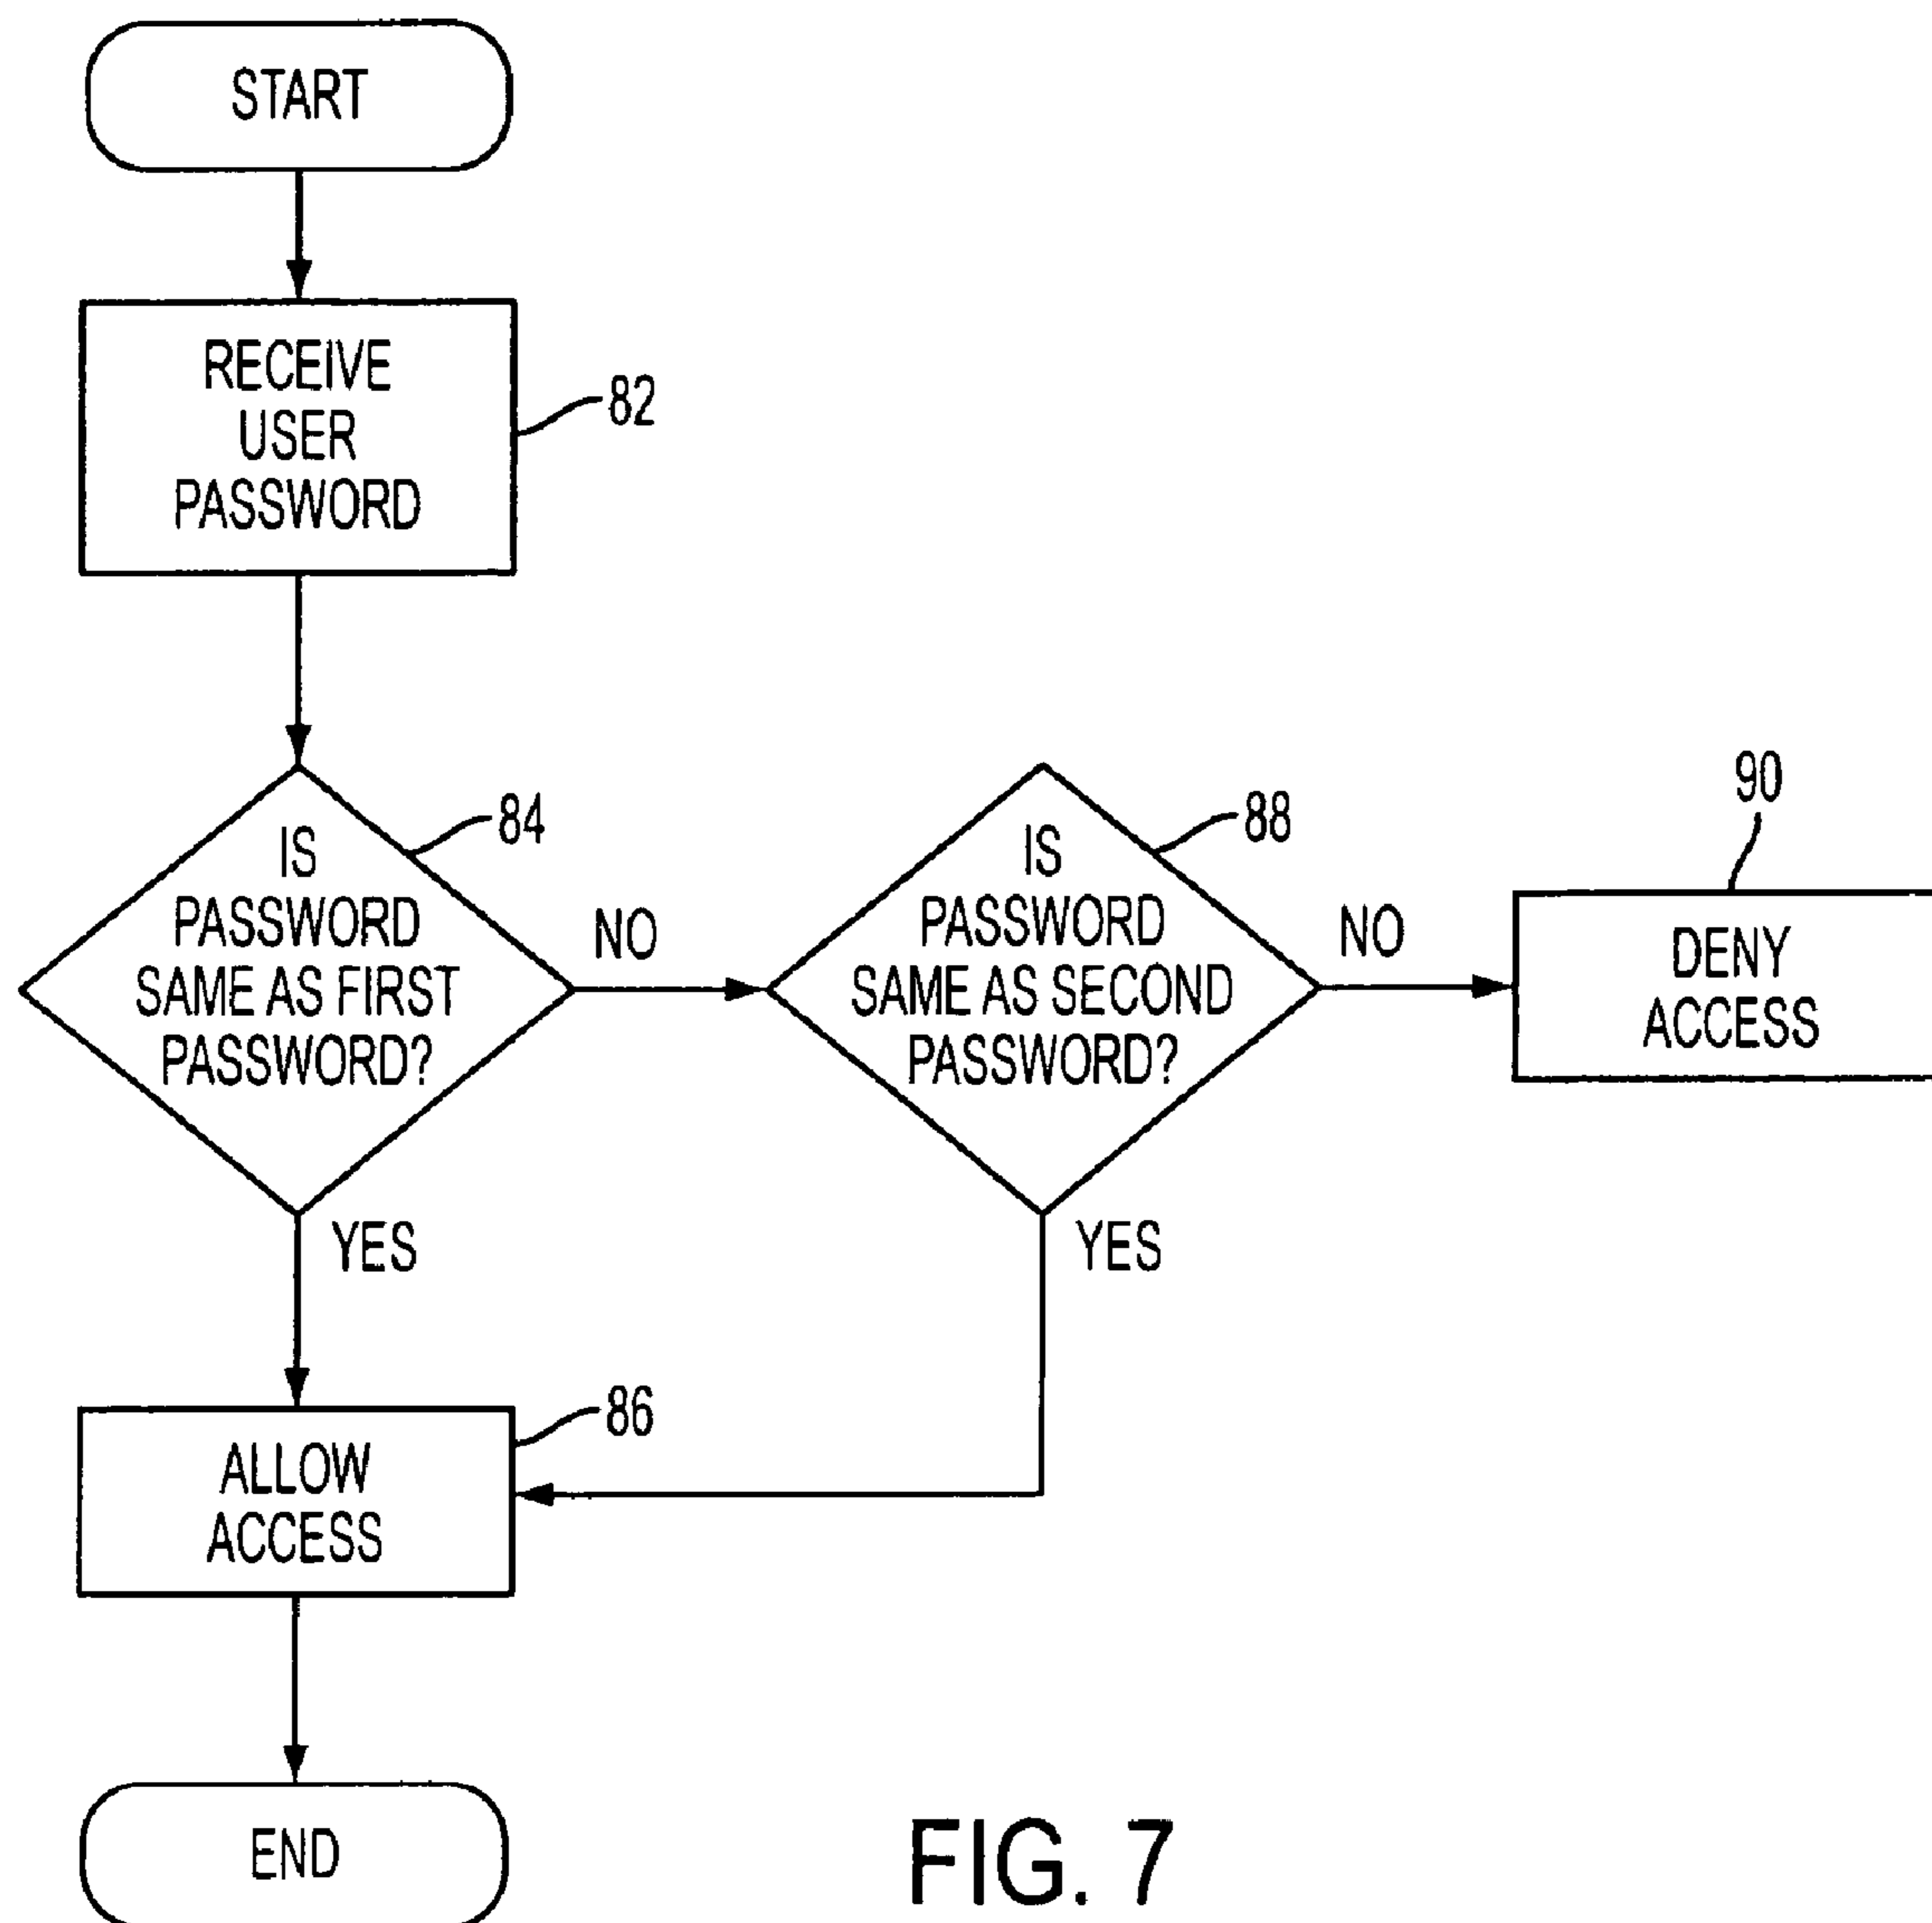 START
RECEIVE
USER
PASSWORD
82
IS
PASSWORD
SAME AS FIRST
PASSWORD?
84
NO
IS
PASSWORD
SAME AS SECOND
PASSWORD?
88
NO
90
DENY
ACCESS
YES
YES
ALLOW
ACCESS
86
END
FIG. 7